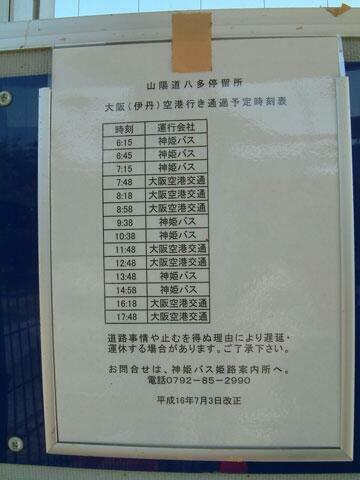 山陽道八多停留所
大阪(伊丹)空港行き通過予定時刻表
時刻 運行会社
6:15 神姫バス
6:45 神姫バス
7:15 神姫バス
7:48 大阪空港交通
8:18 大阪空港交通
8:58 大阪空港交通
9:38 神姫バス
10:38 神姫バス
11:48 大阪空港交通
12:48 大阪空港交通
13:48 神姫バス
14:58 神姫バス
16:18 大阪空港交通
17:48 大阪空港交通
道路事情や止むを得ぬ理由により遅延・
運休する場合があります。ご了承下さい。
お問合せは、神姫バス姫路案内所へ。
電話0792-85-2990
平成16年7月3日改正